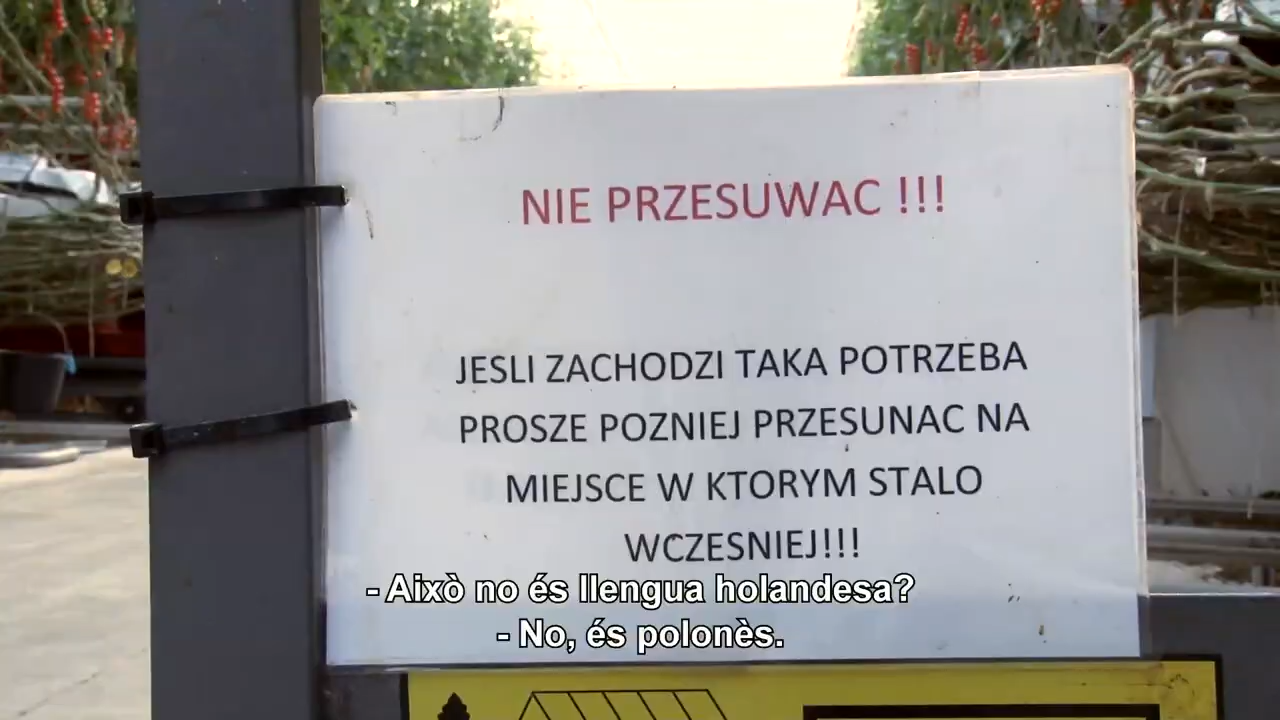 NIE PRZESUWAC !!!
JESLI ZACHODZI TAKA POTRZEBA
PROSZE POZNIEJ PRZESUNAC NA
MIEJSCE W KTORYM STALO
WCZESNIEJ!!!
- Això no és llengua holandesa?
- No, és polonès.